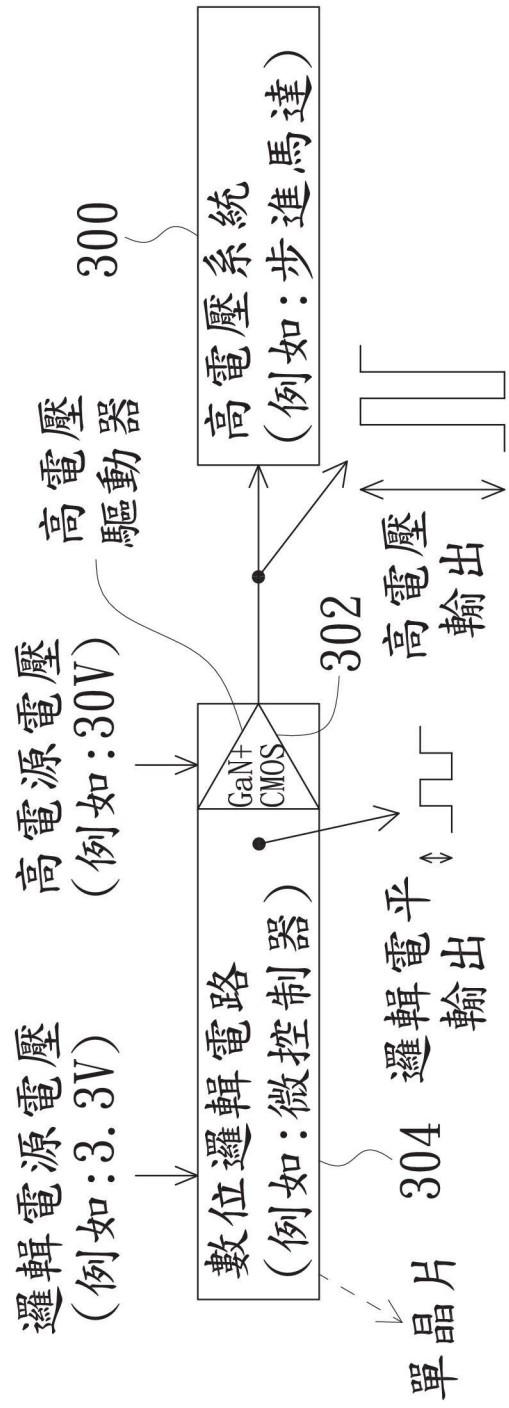 邏輯電源電壓
(例如:3.3V)
高電源電壓
(例如:30V)
高電壓
驅動器
300
數位邏輯電路
(例如:微控制器)
GaN+
CMOS
高電壓系統
(例如:步進馬達)
單晶片
304
邏輯電平
輸出
302
高電壓
輸出